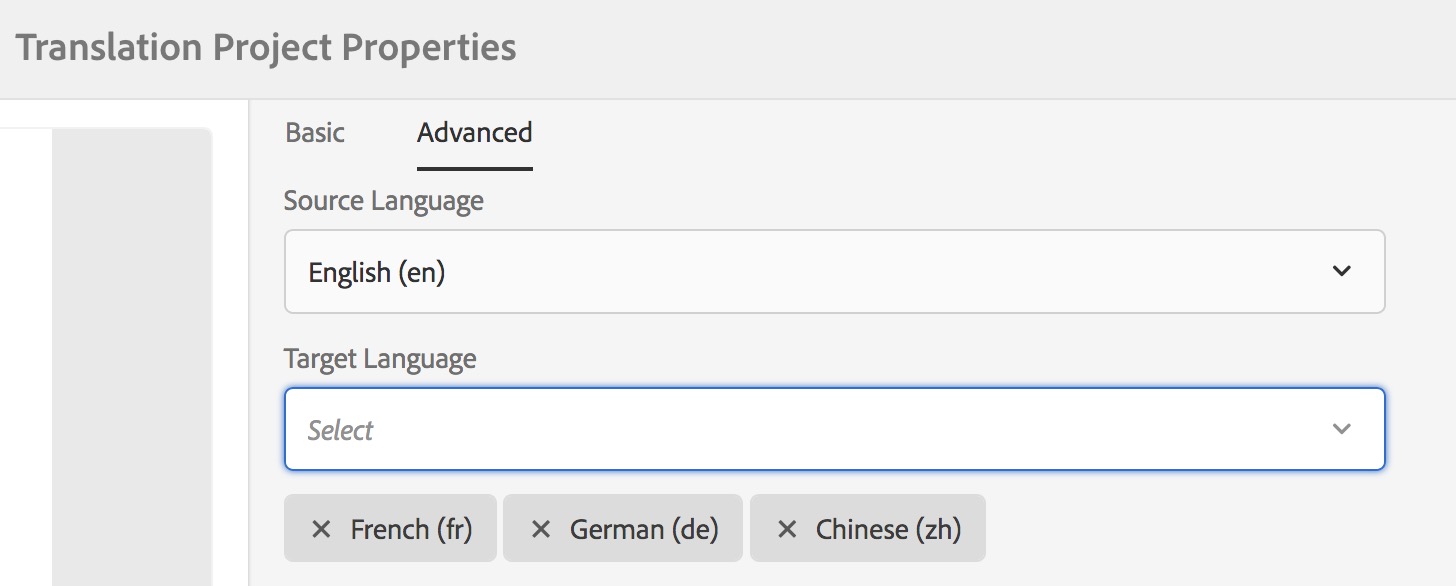 Translation Project Properties
Basic Advanced
Source Language
English (en)
Target Language
Select
French (fr) German (de) Chinese (zh)